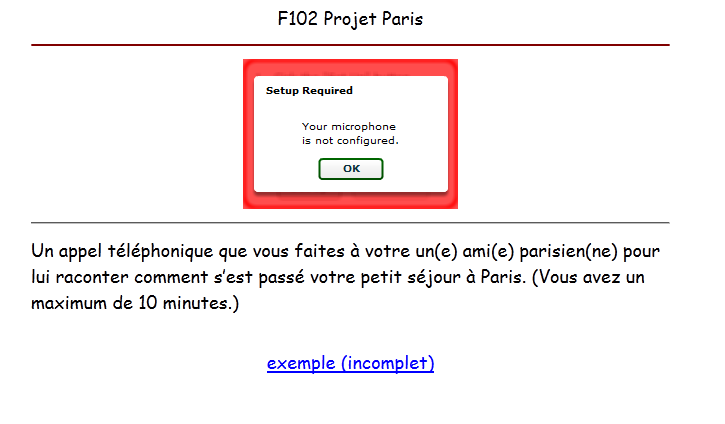 F102 Projet Paris
Setup Required
Your microphone
is not configured.
OK
Un appel téléphonique que vous faites à votre un(e) ami(e) parisien(ne) pour
lui raconter comment s'est passé votre petit séjour à Paris. (Vous avez un
maximum de 10 minutes.)
exemple (incomplet)